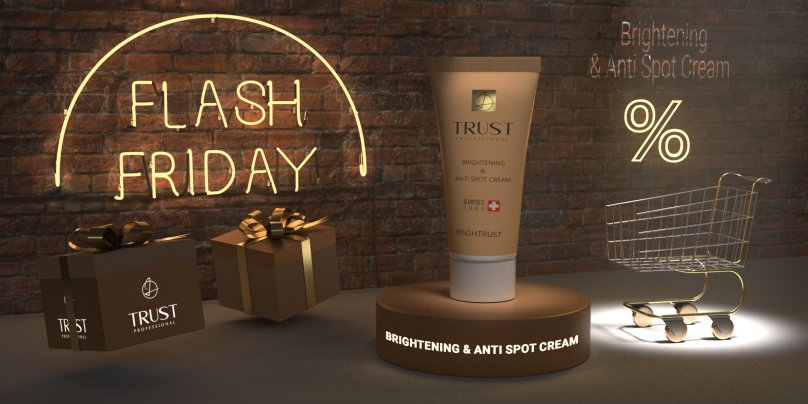 FLASH
FRIDAY
Brightening
& Anti Spot Cream
%
TRUST
PROFESSIONAL
BRIGHTENING
&
ANTI SPOT CREAM
SWISS
BRIGHTRUST
BRIGHTENING & ANTI SPOT CREAM
TRUST
TRUST
PROFESSIONAL